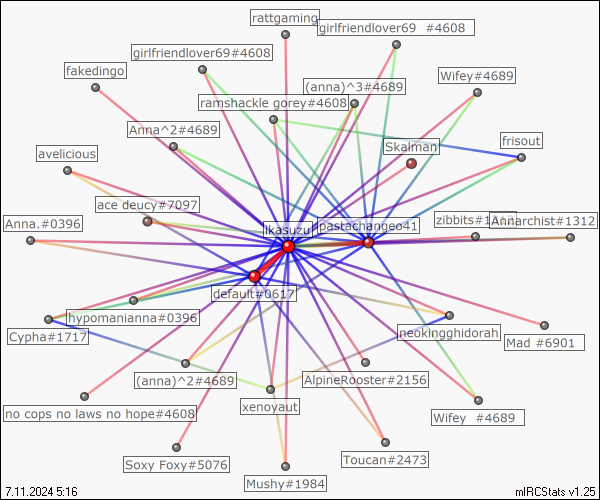 rattgaming
girlfriendlover69 #4608
girlfriendlover69#4608
fakedingo
Wifey#4689
(anna)^3#4689
ramshackle gorey#4608
Anna^2#4689
frisout
Skalman
avelicious
ace deucy#7097
Anna.#0396
ikasuzu
pastachangeo41
Annarchist#1312
default#0617
hypomanianna#0396
neokingghidorah
Cypha#1717
Mad #6901
(anna)^2#4689
AlpineRooster#2156
xenoyaut
no cops no laws no hope#4608
Wifey #4689
Soxy Foxy#5076
Toucan#2473
Mushy#1984
7.11.2024 5:16
mIRCStats v1.25